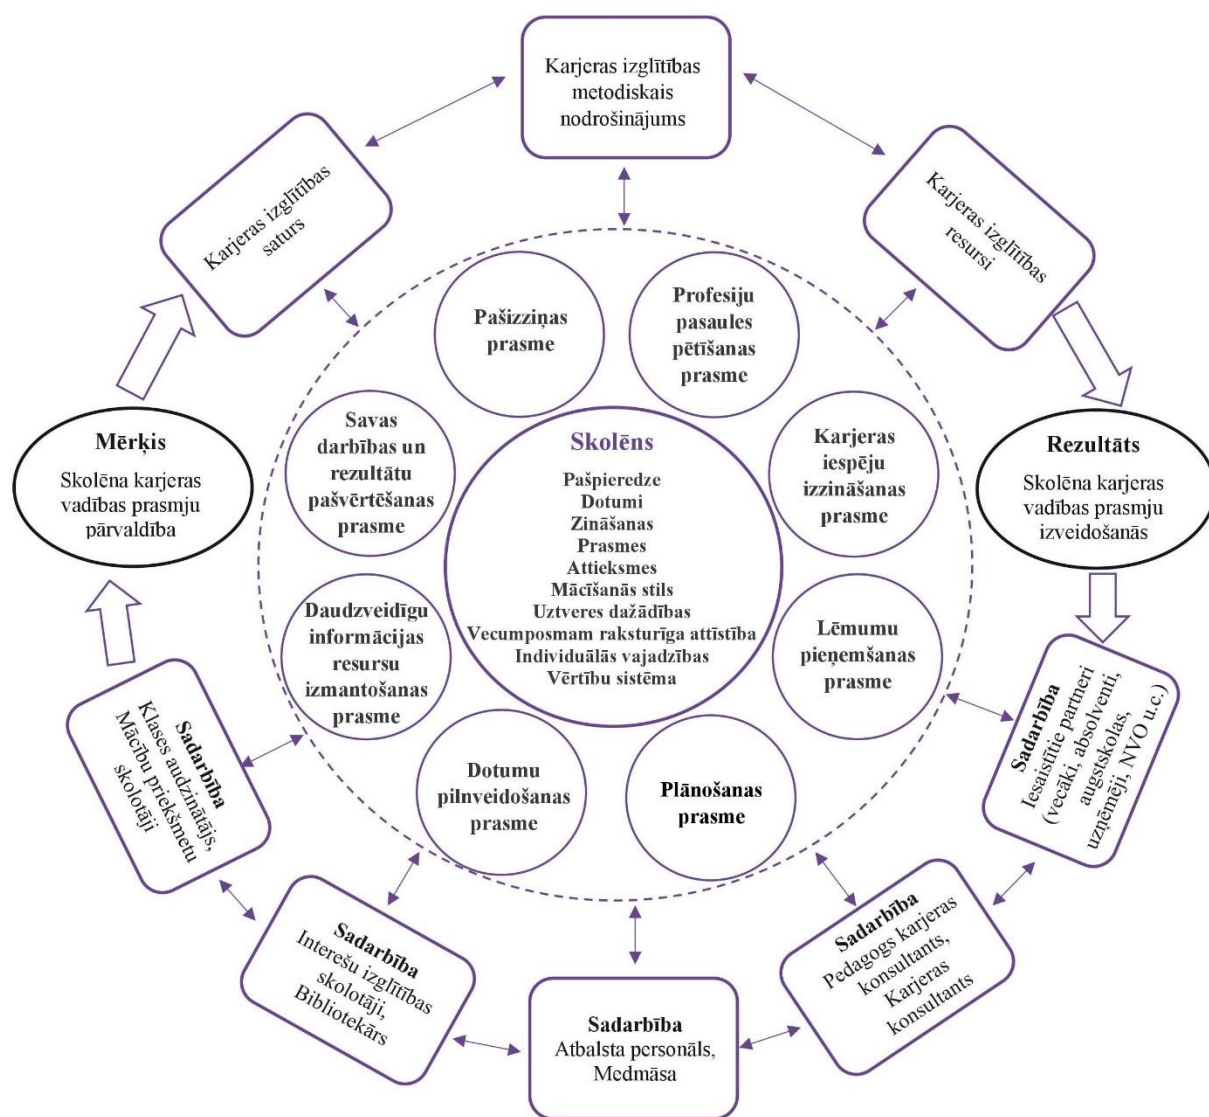 Karjeras izglītības
metodiskais
nodrošinājums
Karjeras izglītības
saturs
Karjeras izglītības
resursi
Pašizziņas
prasme
Profesiju
pasaules
pētīšanas
prasme
Savas
darbības un
rezultātu
pašvērtēšanas
prasme
Karjeras
iespēju
izzināšanas
prasme
Mērķis
Skolēna karjeras
vadības prasmju
pārvaldība
Skolēns
Pašpieredze
Dotumi
Zināšanas
Prasmes
Attieksmes
Mācīšanās stils
Uztveres dažādības
Vecumposmam raksturīga attīstība
Individuālās vajadzības
Vērtību sistēma
Rezultāts
Skolēna karjeras
vadības prasmju
izveidošanās
Daudzveidīgu
informācijas
resursu
izmantošanas
prasme
Lēmumu
pieņemšanas
prasme
Dotumu
pilnveidošanas
prasme
Plānošanas
prasme
Sadarbība
Klases audzinātājs,
Mācību priekšmetu
skolotāji
Sadarbība
Iesaistītie partneri
(vecāki, absolventi,
augstskolas,
uzņēmēji, NVO u.c.)
Sadarbība
Interešu izglītības
skolotāji,
Bibliotekārs
Sadarbība
Pedagogs karjeras
konsultants,
Karjeras
konsultants
Sadarbība
Atbalsta personāls,
Medmāsa